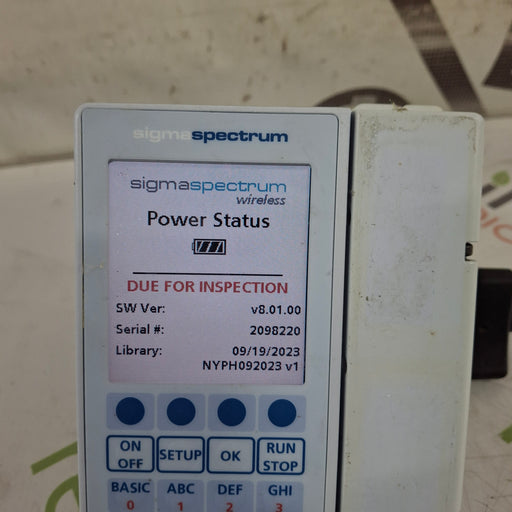 sigmaspectrum
sigmaspectrum
wireless
Power Status
DUE FOR INSPECTION
SW Ver: v8.01.00
Serial #: 2098220
Library: 09/19/2023
NYPH092023 v1
ON OFF SETUP OK RUN STOP
BASIC ABC DEF GHI
0 1 2 3